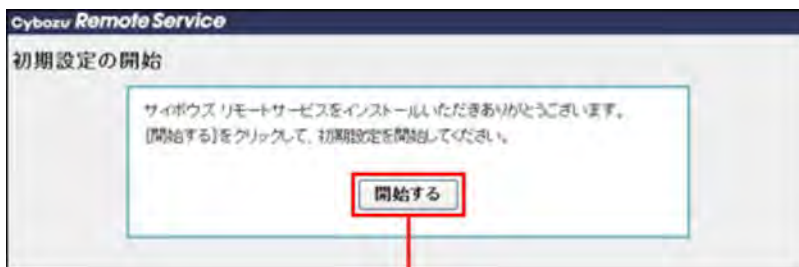 Cybozu Remote Service
初期設定の開始
サイボウズ リモートサービスをインストールいただきありがとうございます。
[開始する]をクリックして、初期設定を開始してください。
開始する